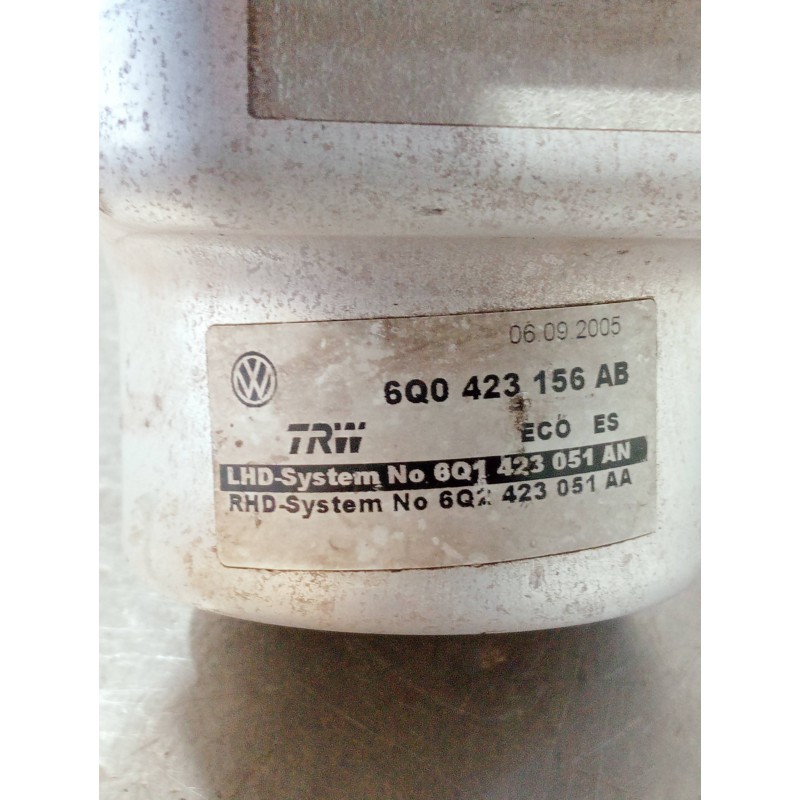 06.09.2005
6Q0 423 156 AB
TRW ECO ES
LHD-System No 6Q1 423 051 AN
RHD-System No 6Q2 423 051 AA